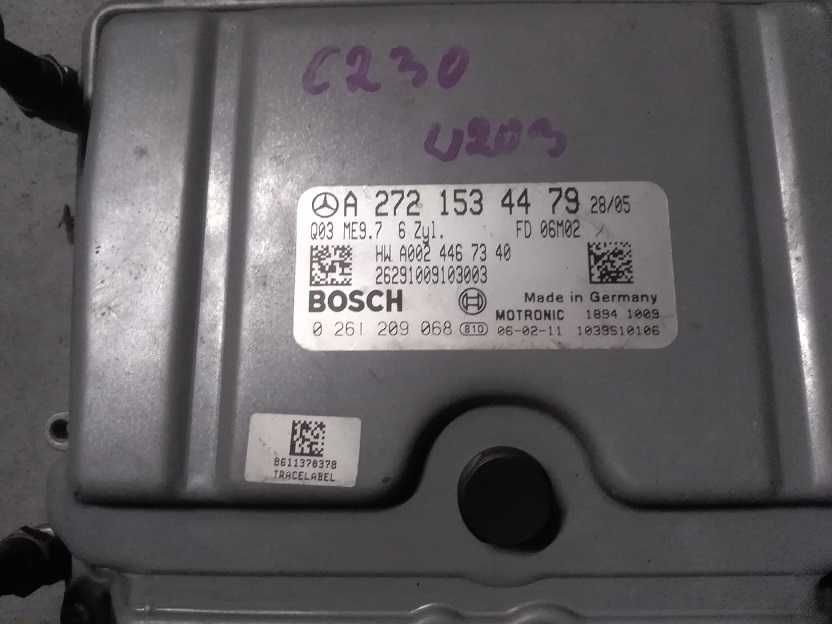 C230
W203
A 272 153 44 79 28/05
Q03 ME9.7 6 Zyl. FD 06M02
HW A002 446 73 40
26291009103003
BOSCH Made in Germany
MOTRONIC 1894 1009
0 261 209 068 81D 06-02-11 1039S10106
8611370378
TRACELABEL